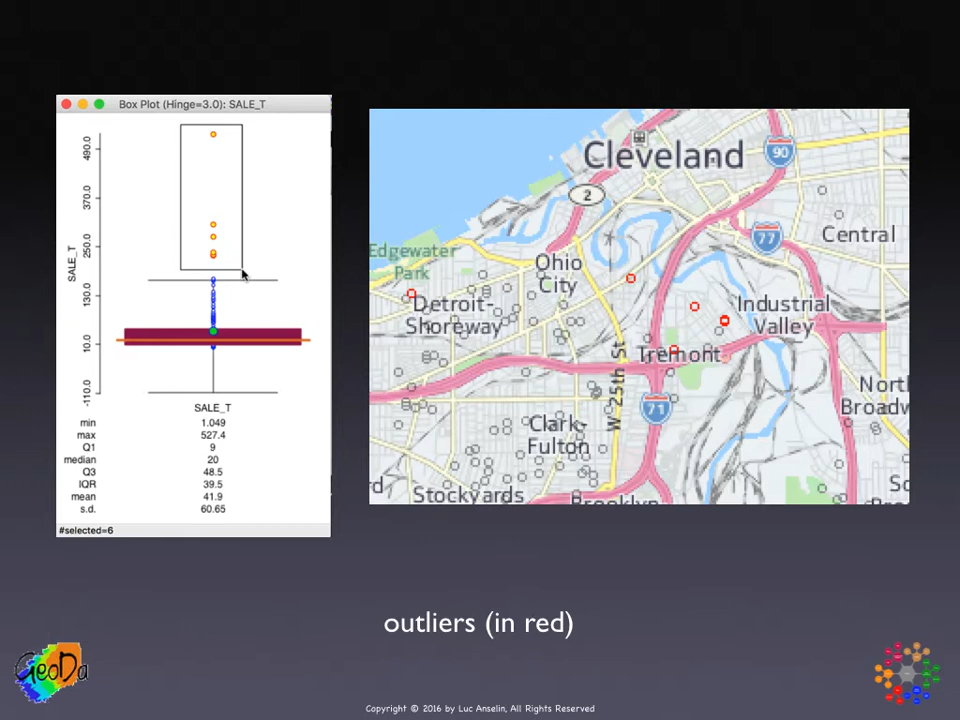 Box Plot (Hinge=3.0): SALE_T
490.0
370.0
250.0
130.0
10.0
-110.0
SALE_T
SALE_T
min 1.049
max 527.4
Q1 9
median 20
Q3 48.5
IQR 39.5
mean 41.9
s.d. 60.65
#selected=6
Cleveland
90
2
77
Central
Edgewater
Park
Ohio
City
Detroit-
Shoreway
Industrial
Valley
Tremont
W 25th St
71
North
Broadw
Clark-
Fulton
rd
Stockyards
Brooklyn
So
outliers (in red)
GeoDa
Copyright © 2016 by Luc Anselin, All Rights Reserved